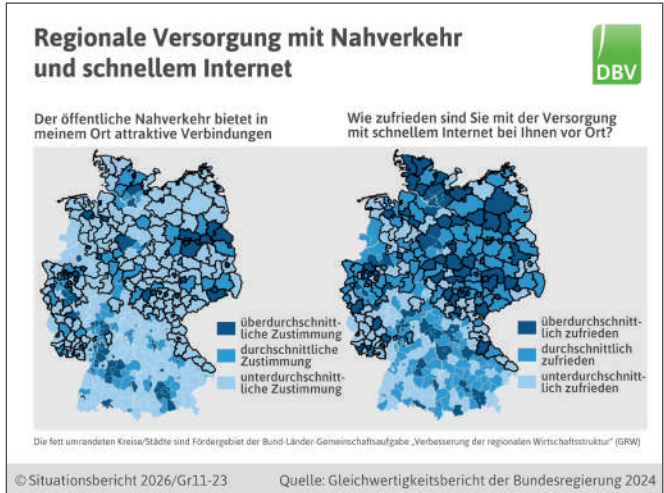 Regionale Versorgung mit Nahverkehr
und schnellem Internet
DBV
Der öffentliche Nahverkehr bietet in
meinem Ort attraktive Verbindungen
Wie zufrieden sind Sie mit der Versorgung
mit schnellem Internet bei Ihnen vor Ort?
überdurchschnitt-
liche Zustimmung
durchschnittliche
Zustimmung
unterdurchschnitt-
liche Zustimmung
überdurchschnitt-
lich zufrieden
durchschnittlich
zufrieden
unterdurchschnitt-
lich zufrieden
Die fett umrandeten Kreise/Städte sind Fördergebiet der Bund-Länder-Gemeinschaftsaufgabe „Verbesserung der regionalen Wirtschaftsstruktur" (GRW)
© Situationsbericht 2026/Gr11-23
Quelle: Gleichwertigkeitsbericht der Bundesregierung 2024